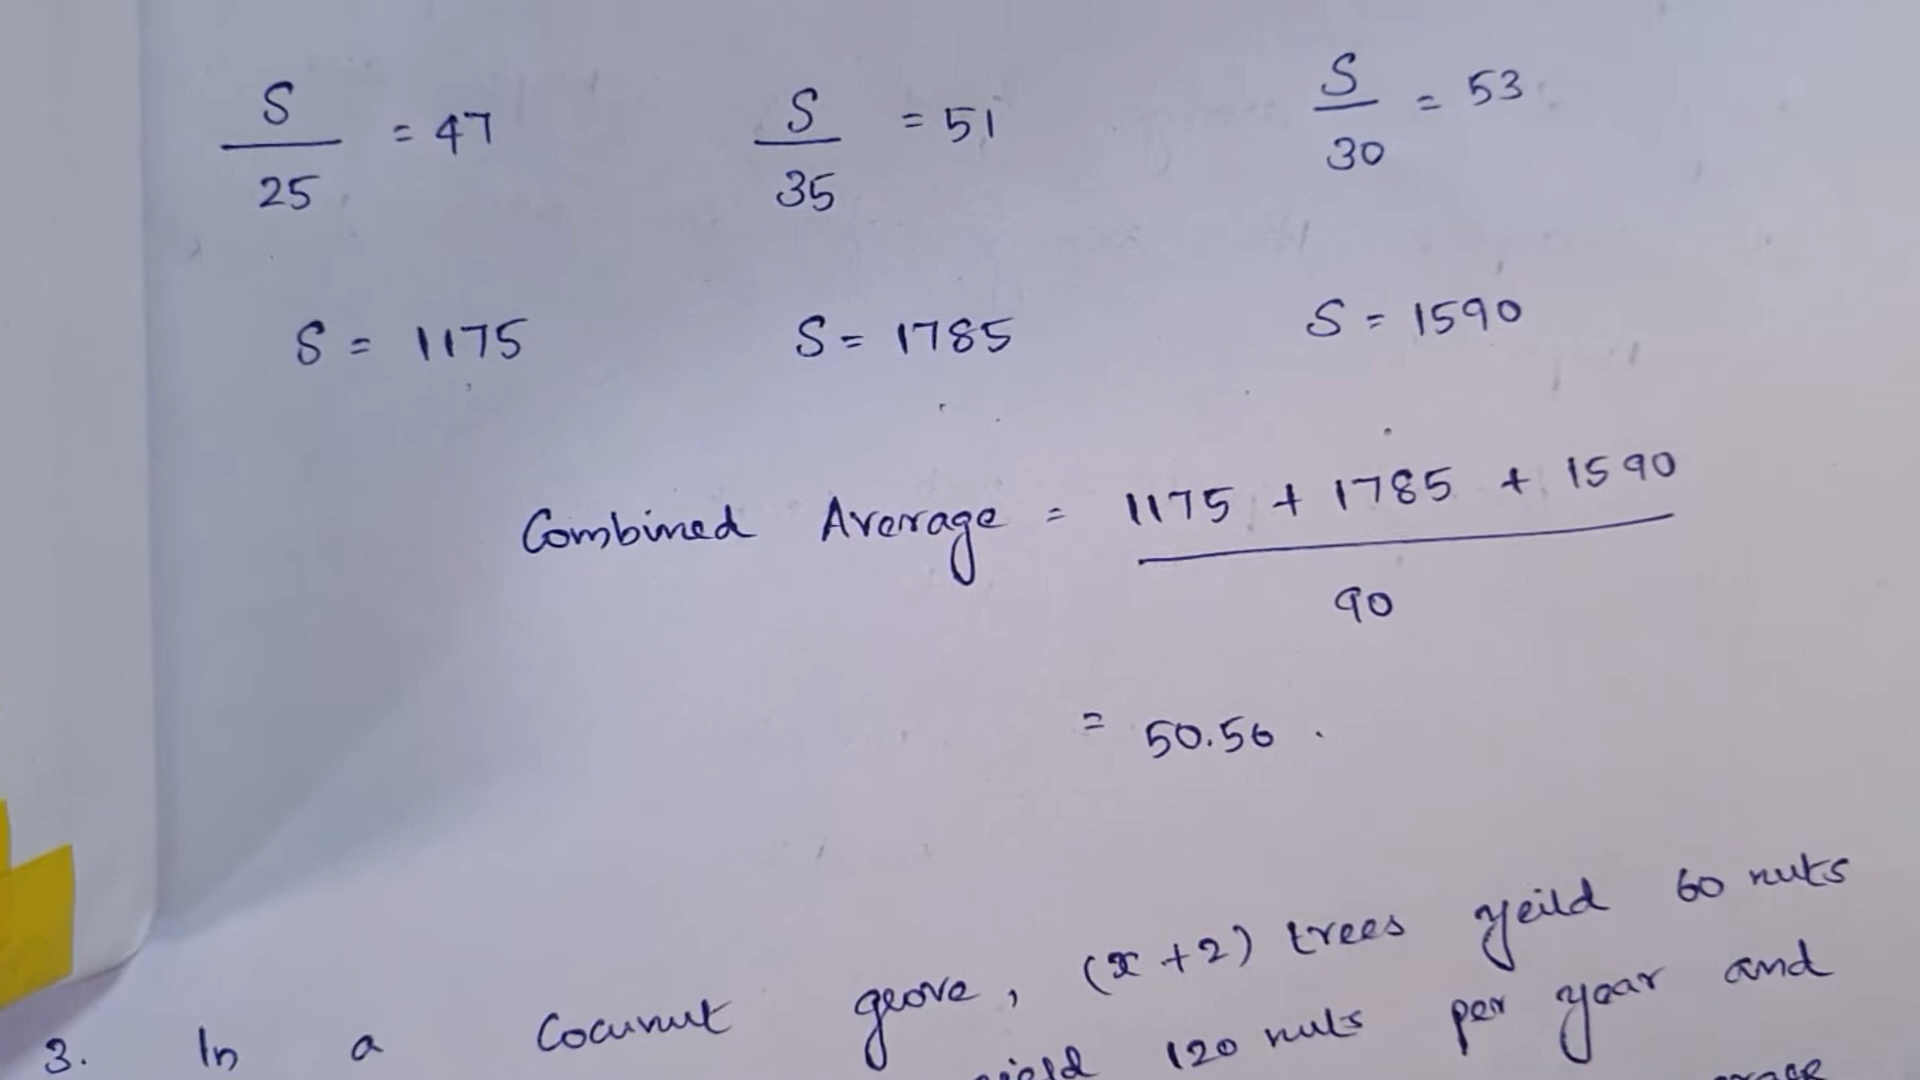 S/25 = 47 S/35 = 51 S/30 = 53
S = 1175 S = 1785 S = 1590
Combined Average = 1175 + 1785 + 1590 / 90
= 50.56.
3. In a Cocunut grove, (x+2) trees yeild 60 nuts
120 nuts per year and